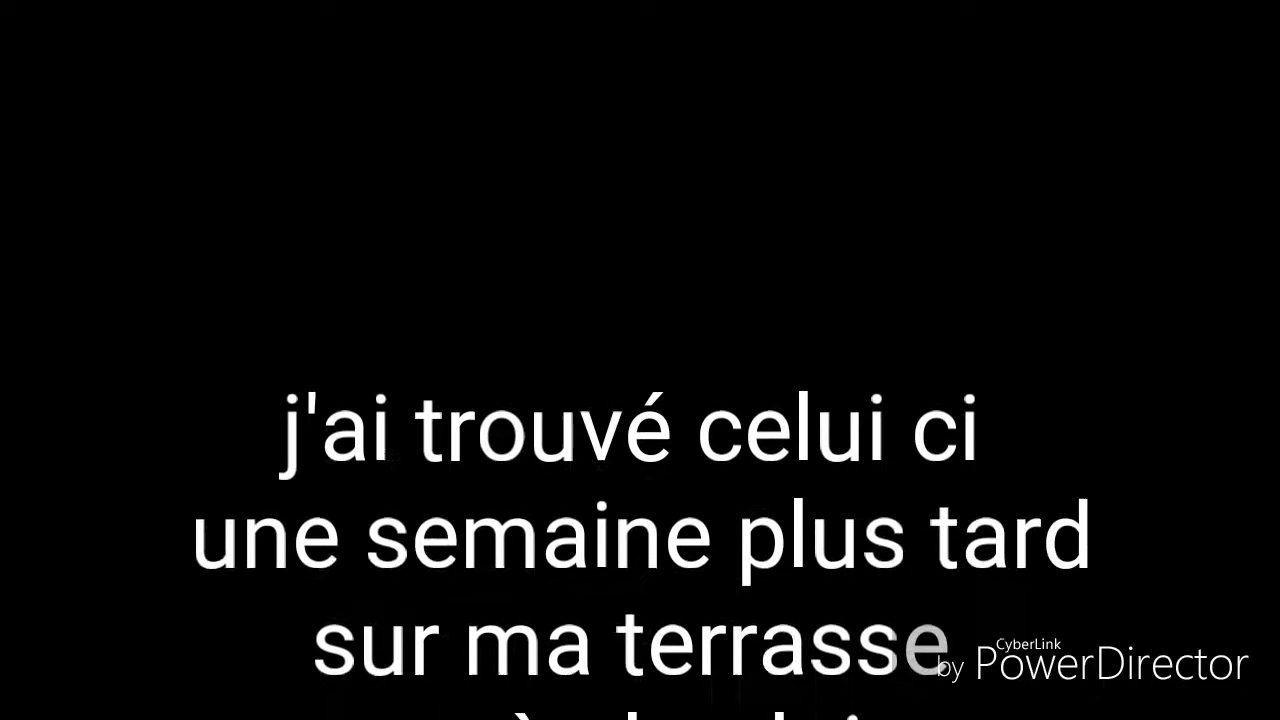 j'ai trouvé celui ci
une semaine plus tard
sur ma terrasse
CyberLink
by PowerDirector